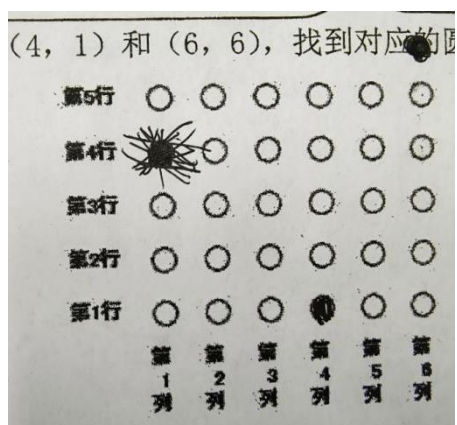 （4，1）和（6，6），找到对应的圆
第5行
第4行
第3行
第2行
第1行
第1列 第2列 第3列 第4列 第5列 第6列